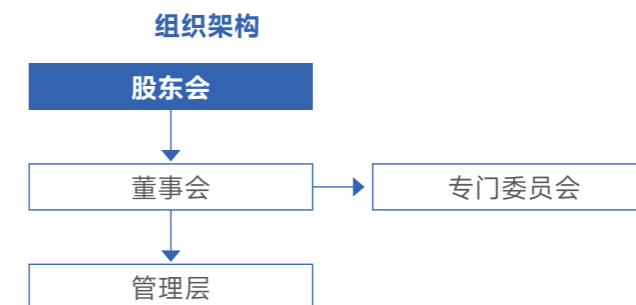 组织架构
股东会
董事会
专门委员会
管理层